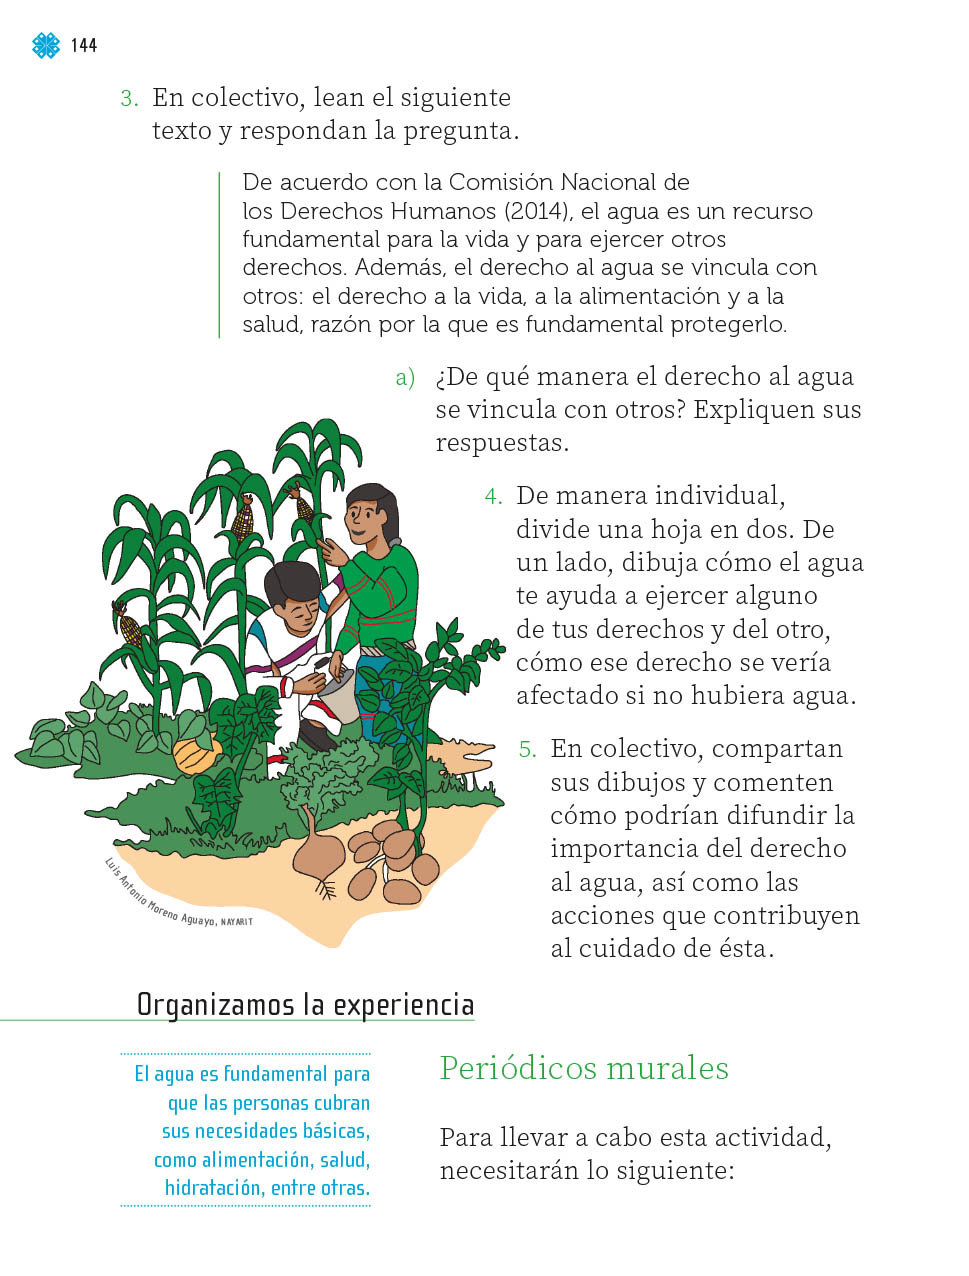 144
3. En colectivo, lean el siguiente
texto y respondan la pregunta.
De acuerdo con la Comisión Nacional de
los Derechos Humanos (2014), el agua es un recurso
fundamental para la vida y para ejercer otros
derechos. Además, el derecho al agua se vincula con
otros: el derecho a la vida, a la alimentación y a la
salud, razón por la que es fundamental protegerlo.
a) ¿De qué manera el derecho al agua
se vincula con otros? Expliquen sus
respuestas.
4. De manera individual,
divide una hoja en dos. De
un lado, dibuja cómo el agua
te ayuda a ejercer alguno
de tus derechos y del otro,
cómo ese derecho se vería
afectado si no hubiera agua.
5. En colectivo, compartan
sus dibujos y comenten
cómo podrían difundir la
importancia del derecho
al agua, así como las
acciones que contribuyen
al cuidado de ésta.
Luis Antonio Moreno Aguayo, NAYARIT
Organizamos la experiencia
El agua es fundamental para
que las personas cubran
sus necesidades básicas,
como alimentación, salud,
hidratación, entre otras.
Periódicos murales
Para llevar a cabo esta actividad,
necesitarán lo siguiente: